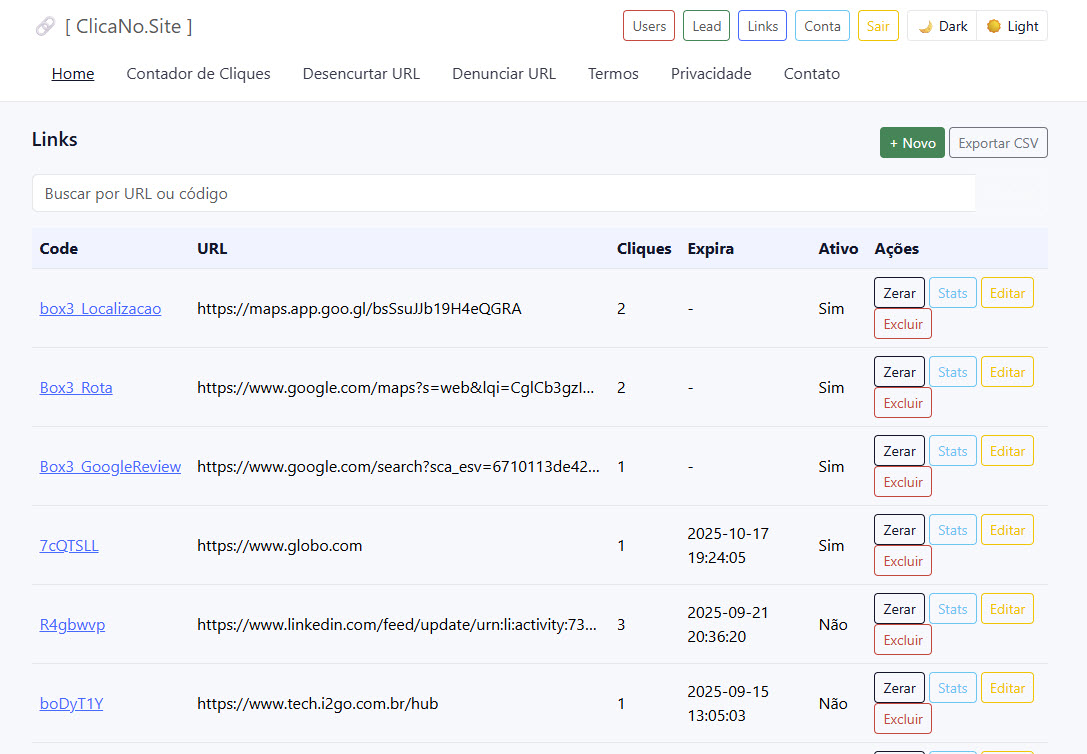 [ ClicaNo.Site ]
Users Lead Links Conta Sair Dark Light
Home Contador de Cliques Desencurtar URL Denunciar URL Termos Privacidade Contato
Links
+ Novo Exportar CSV
Buscar por URL ou código
Code URL Cliques Expira Ativo Ações
box3_Localizacao https://maps.app.goo.gl/bsSsuJJb19H4eQGRA 2 - Sim Zerar Stats Editar
Excluir
Box3_Rota https://www.google.com/maps?s=web&lqi=CglCb3gzI... 2 - Sim Zerar Stats Editar
Excluir
Box3_GoogleReview https://www.google.com/search?sca_esv=6710113de42... 1 - Sim Zerar Stats Editar
Excluir
7cQTSLL https://www.globo.com 1 2025-10-17 Sim Zerar Stats Editar
19:24:05 Excluir
R4gbwvp https://www.linkedin.com/feed/update/urn:li:activity:73... 3 2025-09-21 Não Zerar Stats Editar
20:36:20 Excluir
boDyT1Y https://www.tech.i2go.com.br/hub 1 2025-09-15 Não Zerar Stats Editar
13:05:03 Excluir